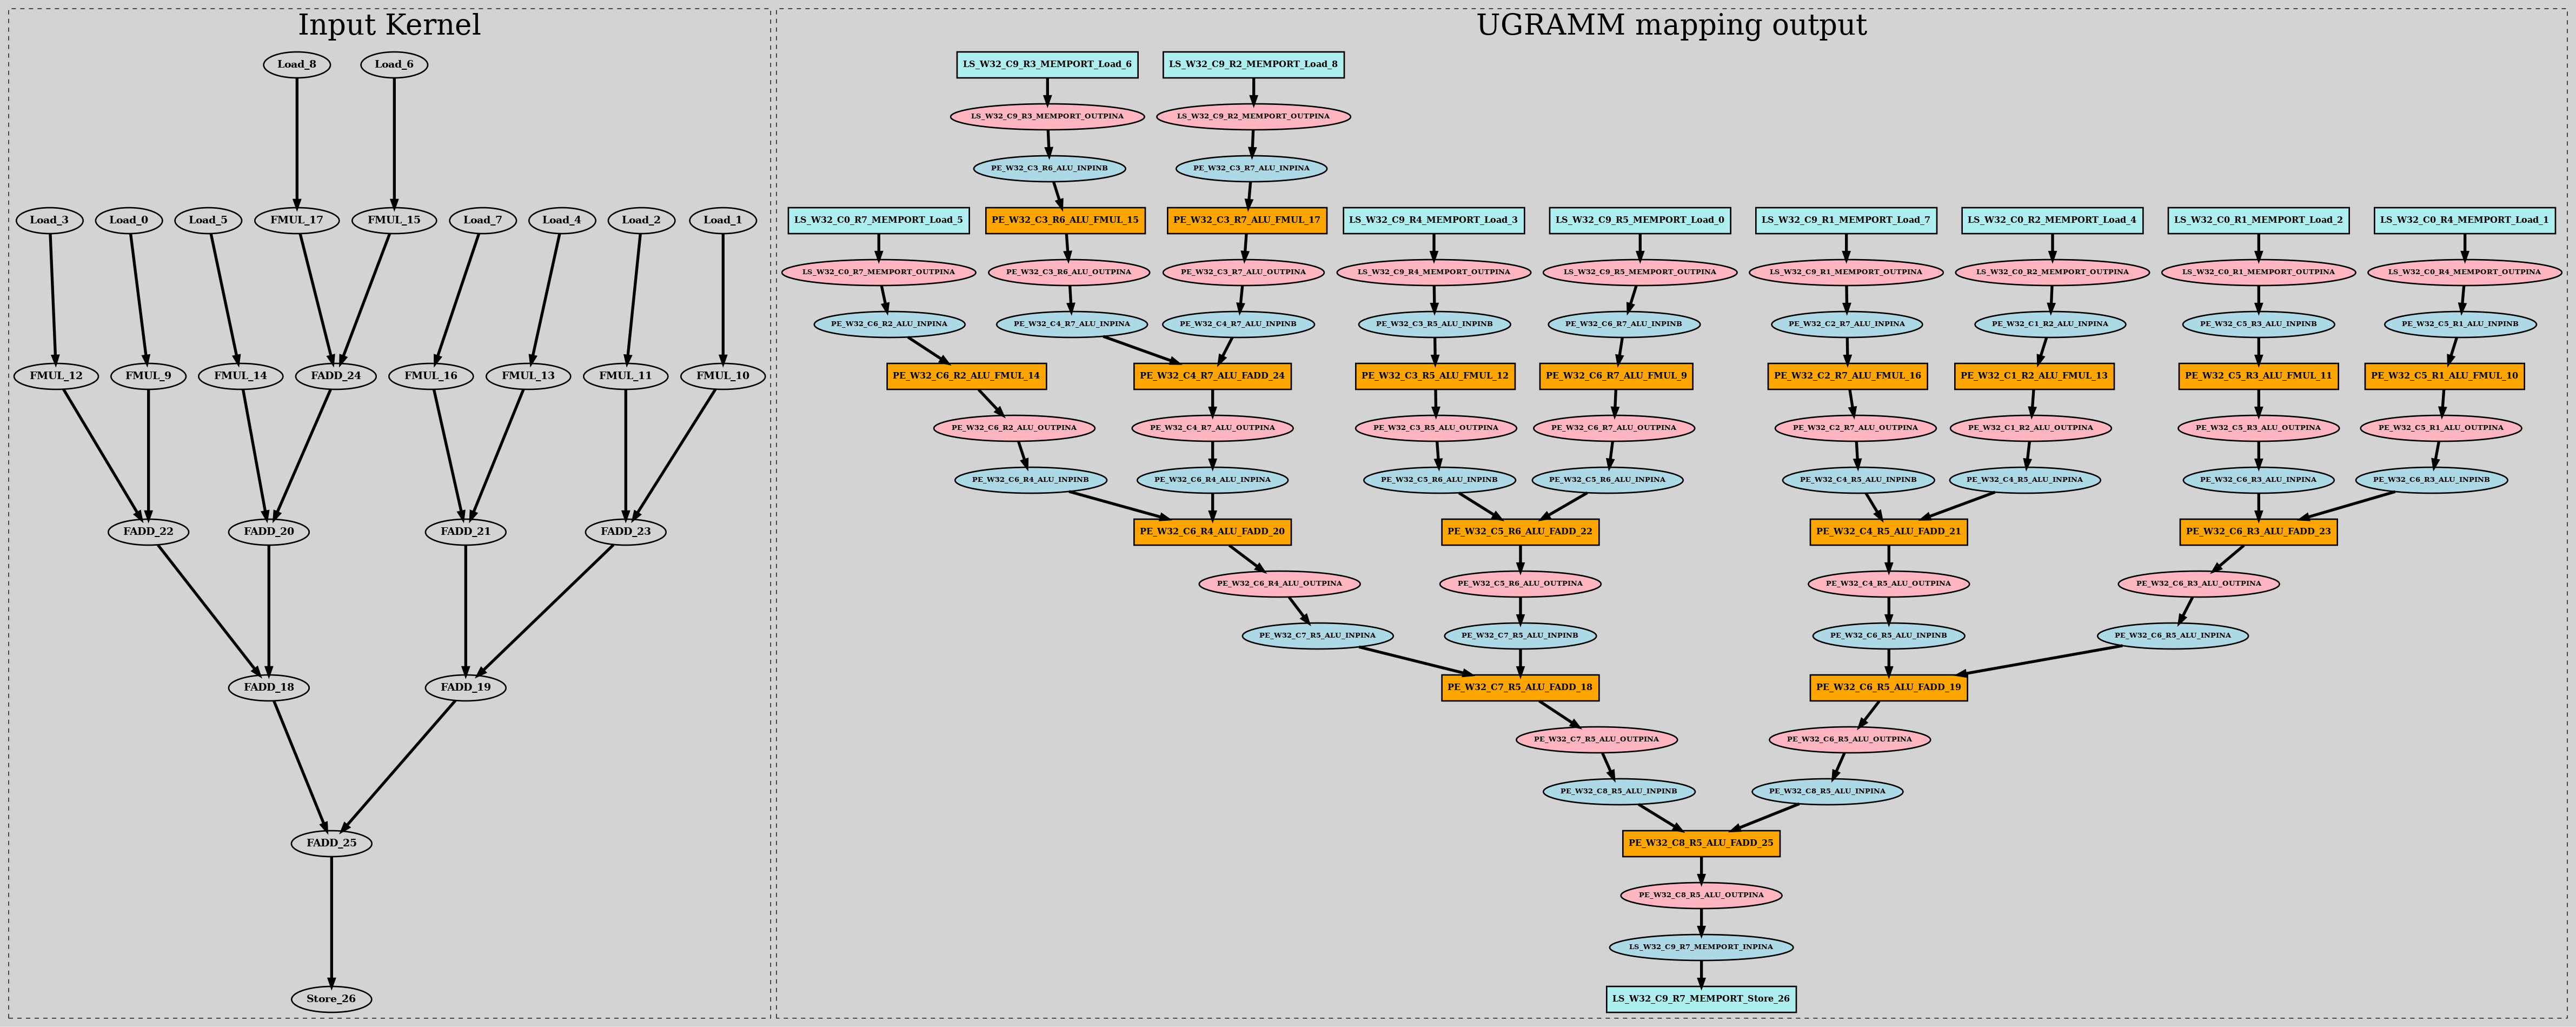 Input Kernel
Load_8
Load_6
Load_3
Load_0
Load_5
FMUL_17
FMUL_15
Load_7
Load_4
Load_2
Load_1
FMUL_12
FMUL_9
FMUL_14
FADD_24
FMUL_16
FMUL_13
FMUL_11
FMUL_10
FADD_22
FADD_20
FADD_21
FADD_23
FADD_18
FADD_19
FADD_25
Store_26
UGRAMM mapping output
LS_W32_C9_R3_MEMPORT_Load_6
LS_W32_C9_R2_MEMPORT_Load_8
LS_W32_C9_R3_MEMPORT_OUTPINA
LS_W32_C9_R2_MEMPORT_OUTPINA
PE_W32_C3_R6_ALU_INPINB
PE_W32_C3_R7_ALU_INPINA
LS_W32_C0_R7_MEMPORT_Load_5
PE_W32_C3_R6_ALU_FMUL_15
PE_W32_C3_R7_ALU_FMUL_17
LS_W32_C9_R4_MEMPORT_Load_3
LS_W32_C9_R5_MEMPORT_Load_0
LS_W32_C9_R1_MEMPORT_Load_7
LS_W32_C0_R2_MEMPORT_Load_4
LS_W32_C0_R1_MEMPORT_Load_2
LS_W32_C0_R4_MEMPORT_Load_1
LS_W32_C0_R7_MEMPORT_OUTPINA
PE_W32_C3_R6_ALU_OUTPINA
PE_W32_C3_R7_ALU_OUTPINA
LS_W32_C9_R4_MEMPORT_OUTPINA
LS_W32_C9_R5_MEMPORT_OUTPINA
LS_W32_C9_R1_MEMPORT_OUTPINA
LS_W32_C0_R2_MEMPORT_OUTPINA
LS_W32_C0_R1_MEMPORT_OUTPINA
LS_W32_C0_R4_MEMPORT_OUTPINA
PE_W32_C6_R2_ALU_INPINA
PE_W32_C4_R7_ALU_INPINA
PE_W32_C4_R7_ALU_INPINB
PE_W32_C3_R5_ALU_INPINB
PE_W32_C6_R7_ALU_INPINB
PE_W32_C2_R7_ALU_INPINA
PE_W32_C1_R2_ALU_INPINA
PE_W32_C5_R3_ALU_INPINB
PE_W32_C5_R1_ALU_INPINB
PE_W32_C6_R2_ALU_FMUL_14
PE_W32_C4_R7_ALU_FADD_24
PE_W32_C3_R5_ALU_FMUL_12
PE_W32_C6_R7_ALU_FMUL_9
PE_W32_C2_R7_ALU_FMUL_16
PE_W32_C1_R2_ALU_FMUL_13
PE_W32_C5_R3_ALU_FMUL_11
PE_W32_C5_R1_ALU_FMUL_10
PE_W32_C6_R2_ALU_OUTPINA
PE_W32_C4_R7_ALU_OUTPINA
PE_W32_C3_R5_ALU_OUTPINA
PE_W32_C6_R7_ALU_OUTPINA
PE_W32_C2_R7_ALU_OUTPINA
PE_W32_C1_R2_ALU_OUTPINA
PE_W32_C5_R3_ALU_OUTPINA
PE_W32_C5_R1_ALU_OUTPINA
PE_W32_C6_R4_ALU_INPINB
PE_W32_C6_R4_ALU_INPINA
PE_W32_C5_R6_ALU_INPINB
PE_W32_C5_R6_ALU_INPINA
PE_W32_C4_R5_ALU_INPINB
PE_W32_C4_R5_ALU_INPINA
PE_W32_C6_R3_ALU_INPINA
PE_W32_C6_R3_ALU_INPINB
PE_W32_C6_R4_ALU_FADD_20
PE_W32_C5_R6_ALU_FADD_22
PE_W32_C4_R5_ALU_FADD_21
PE_W32_C6_R3_ALU_FADD_23
PE_W32_C6_R4_ALU_OUTPINA
PE_W32_C5_R6_ALU_OUTPINA
PE_W32_C4_R5_ALU_OUTPINA
PE_W32_C6_R3_ALU_OUTPINA
PE_W32_C7_R5_ALU_INPINA
PE_W32_C7_R5_ALU_INPINB
PE_W32_C6_R5_ALU_INPINB
PE_W32_C6_R5_ALU_INPINA
PE_W32_C7_R5_ALU_FADD_18
PE_W32_C6_R5_ALU_FADD_19
PE_W32_C7_R5_ALU_OUTPINA
PE_W32_C6_R5_ALU_OUTPINA
PE_W32_C8_R5_ALU_INPINB
PE_W32_C8_R5_ALU_INPINA
PE_W32_C8_R5_ALU_FADD_25
PE_W32_C8_R5_ALU_OUTPINA
LS_W32_C9_R7_MEMPORT_INPINA
LS_W32_C9_R7_MEMPORT_Store_26